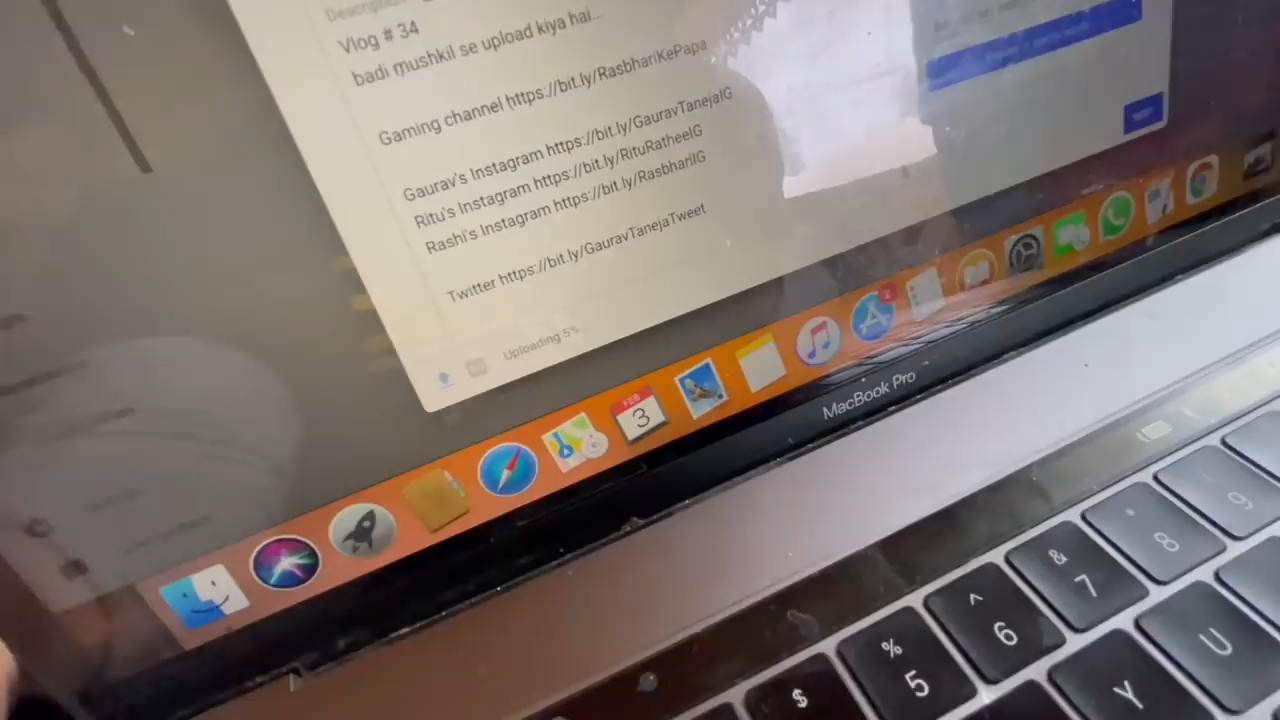 Description
Vlog # 34
badi mushkil se upload kiya hai...
Gaming channel https://bit.ly/RasbhariKePapa
Gaurav's Instagram https://bit.ly/GauravTanejaIG
Ritu's Instagram https://bit.ly/RituRatheeIG
Rashi's Instagram https://bit.ly/RasbhariIG
Twitter https://bit.ly/GauravTanejaTweet
Uploading 5%
FEB
3
2
MacBook Pro
$
% 5
^ 6
& 7
* 8
9
Y
U